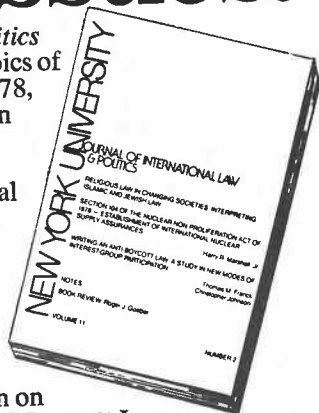 itics
pics of
78,
n
al
n on
NEW YORK UNIVERSITY
JOURNAL OF INTERNATIONAL LAW
& POLITICS
RELIGIOUS LAW IN CHANGING SOCIETIES INTERPRETING
ISLAMIC AND JEWISH LAW
SECTION 104 OF THE NUCLEAR NON PROLIFERATION ACT OF
1978 – ESTABLISHMENT OF INTERNATIONAL NUCLEAR
SUPPLY ASSURANCES
Harry R Marshall Jr
WRITING AN ANTI-BOYCOTT LAW A STUDY IN NEW MODES OF
INTEREST-GROUP PARTICIPATION
Thomas M. Franck
Christopher Johnson
NOTES
BOOK REVIEW Roger J Goebel
VOLUME 11
NUMBER 2